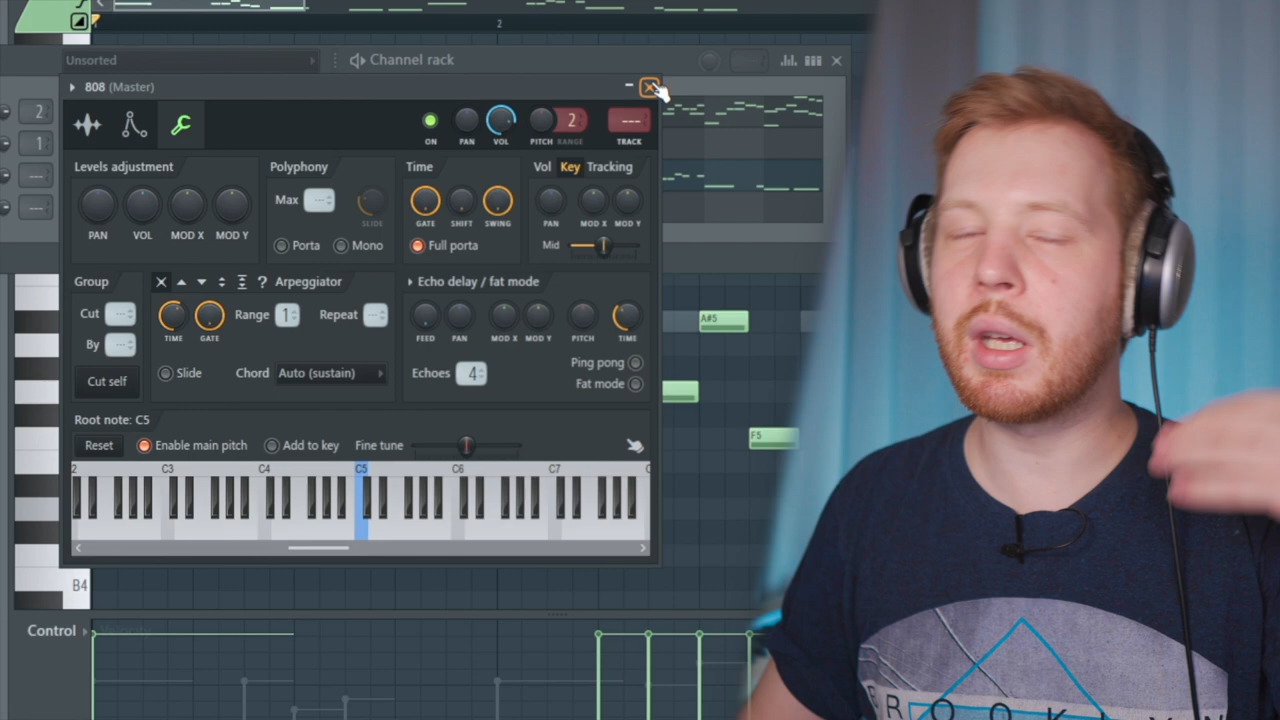 2
Unsorted
Channel rack
808 (Master)
2
1
---
---
ON
PAN
VOL
PITCH
2
RANGE
---
TRACK
Levels adjustment
PAN
VOL
MOD X
MOD Y
Polyphony
Max
---
SLIDE
Porta
Mono
Time
GATE
SHIFT
SWING
Full porta
Vol Key Tracking
PAN
MOD X
MOD Y
Mid
Group
Cut
---
By
---
Cut self
? Arpeggiator
TIME
GATE
Range
1
Repeat
---
Slide
Chord
Auto (sustain)
Echo delay / fat mode
FEED
PAN
MOD X
MOD Y
PITCH
TIME
Echoes
4
Ping pong
Fat mode
Root note: C5
Reset
Enable main pitch
Add to key
Fine tune
2 C3 C4 C5 C6 C7 C
A#5
F5
B4
Control
Velocity